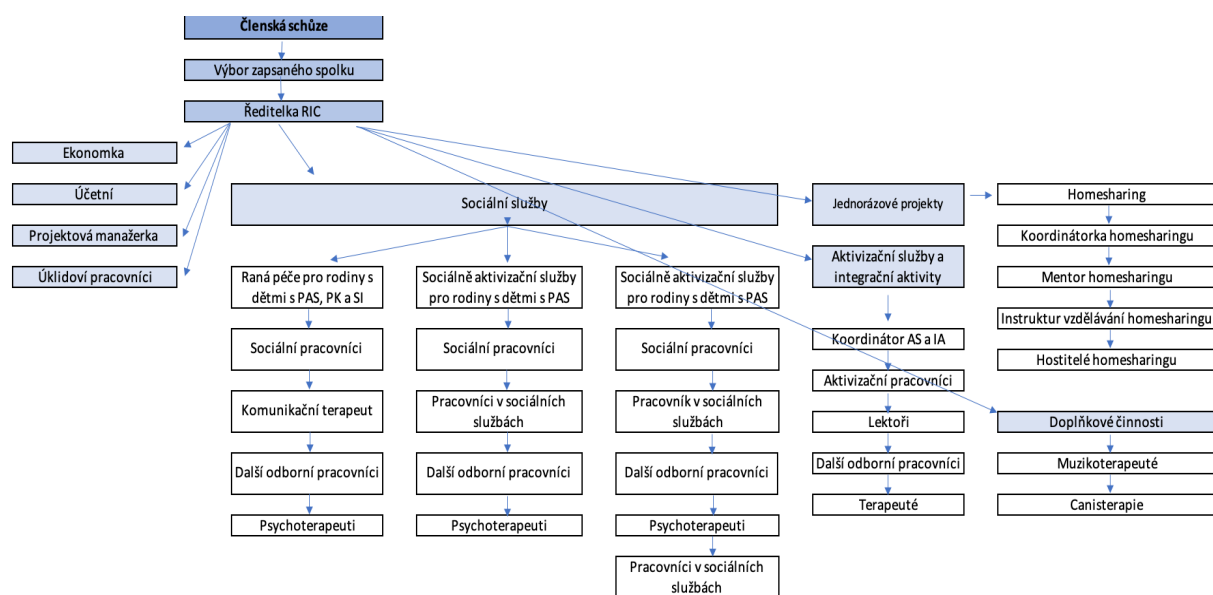 Členská schůze
Výbor zapsaného spolku
Ředitelka RIC
Ekonomka
Účetní
Projektová manažerka
Úklidoví pracovníci
Sociální služby
Raná péče pro rodiny s
dětmi s PAS, PK a SI
Sociální pracovníci
Komunikační terapeut
Další odborní pracovníci
Psychoterapeuti
Sociálně aktivizační služby
pro rodiny s dětmi s PAS
Sociální pracovníci
Pracovníci v sociálních
službách
Další odborní pracovníci
Psychoterapeuti
Sociálně aktivizační služby
pro rodiny s dětmi s PAS
Sociální pracovníci
Pracovník v sociálních
službách
Další odborní pracovníci
Psychoterapeuti
Pracovníci v sociálních
službách
Jednorázové projekty
Aktivizační služby a
integrační aktivity
Koordinátor AS a IA
Aktivizační pracovníci
Lektoři
Další odborní pracovníci
Terapeuté
Homesharing
Koordinátorka homesharingu
Mentor homesharingu
Instruktur vzdělávání homesharingu
Hostitelé homesharingu
Doplňkové činnosti
Muzikoterapeuté
Canisterapie